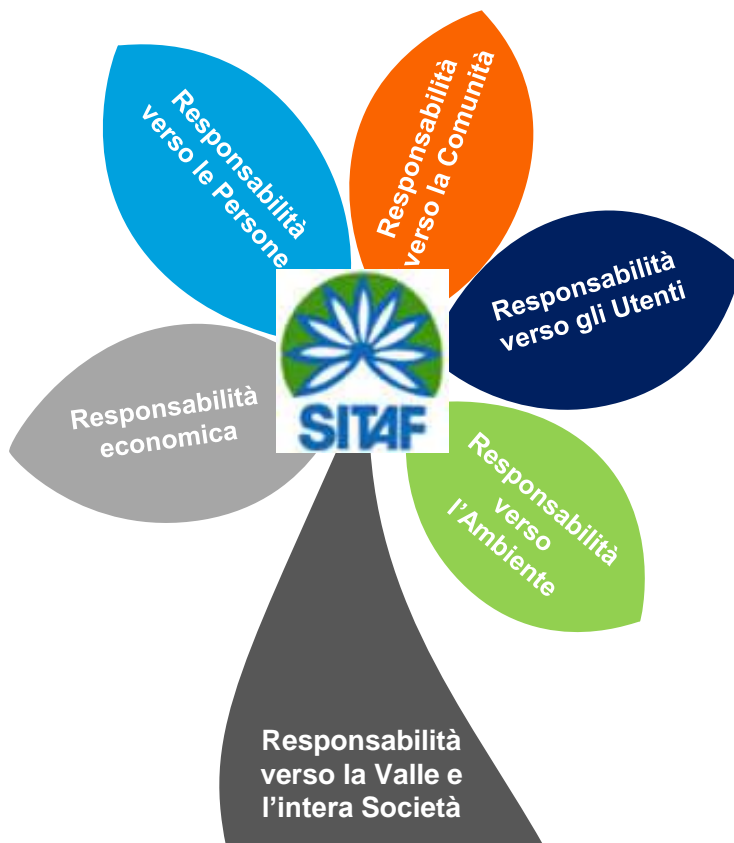 Responsabilità
verso le Persone
Responsabilità
verso la Comunità
Responsabilità
verso gli Utenti
Responsabilità
economica
SITAF
Responsabilità
verso
l’Ambiente
Responsabilità
verso la Valle e
l’intera Società